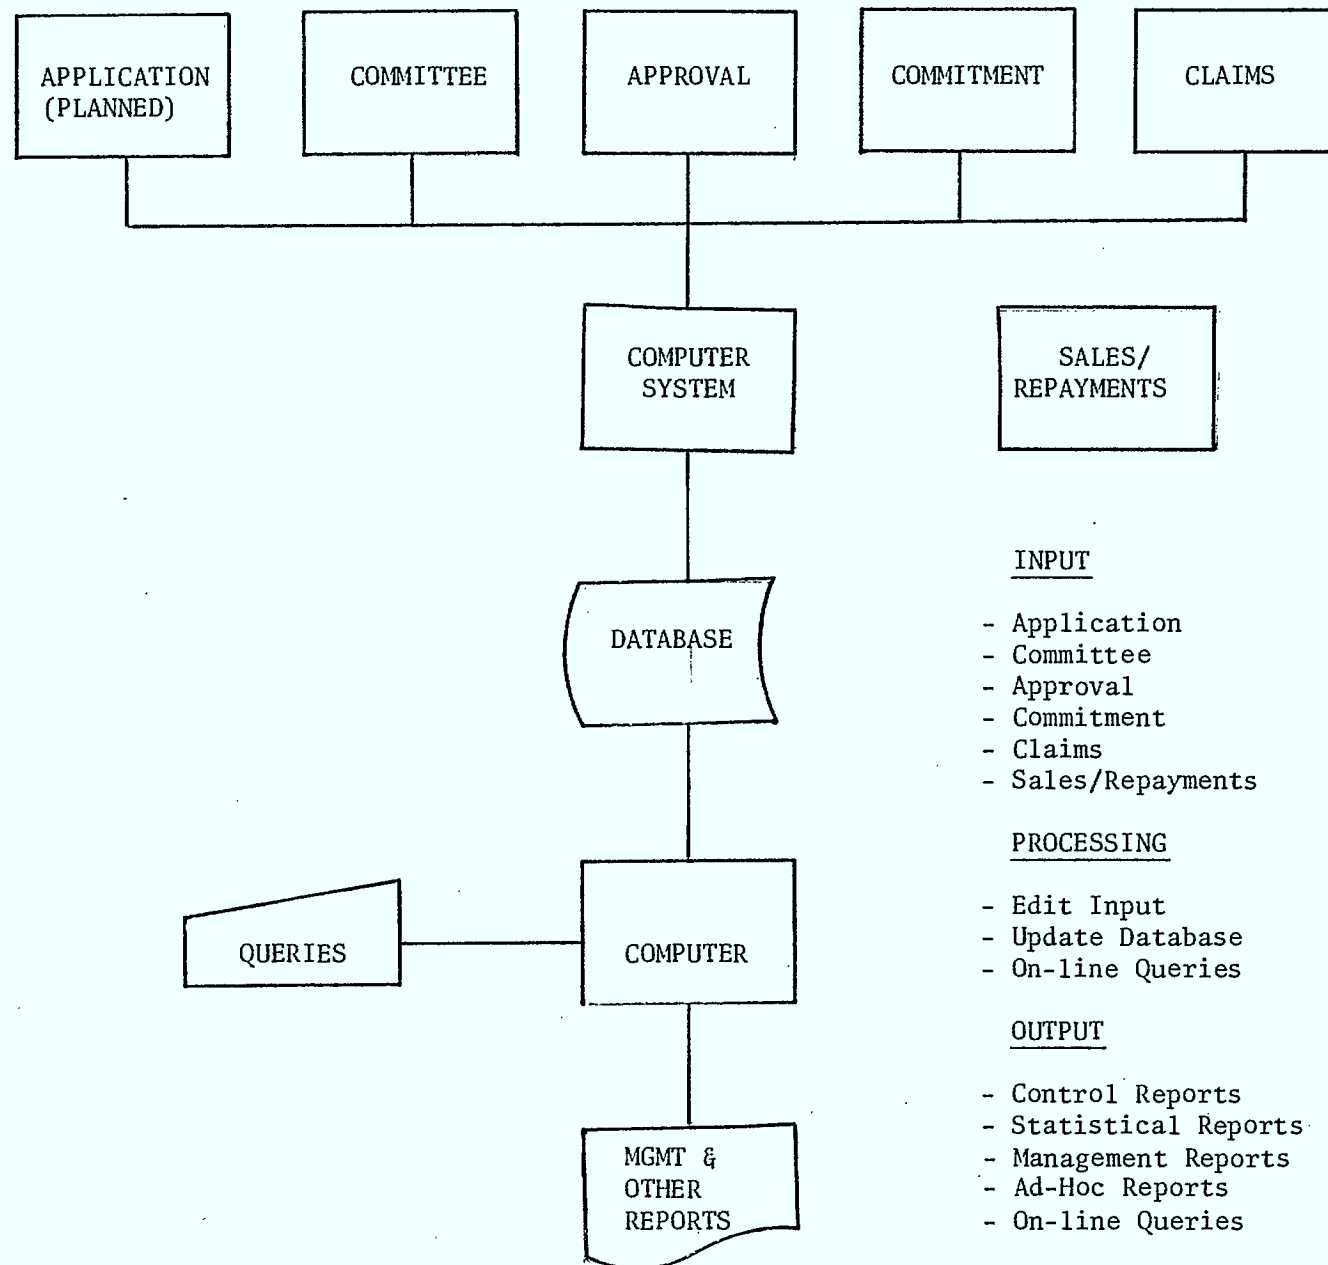 APPLICATION
(PLANNED)
COMMITTEE
APPROVAL
COMMITMENT
CLAIMS
COMPUTER
SYSTEM
SALES/
REPAYMENTS
DATABASE
INPUT
- Application
- Committee
- Approval
- Commitment
- Claims
- Sales/Repayments
PROCESSING
- Edit Input
- Update Database
- On-line Queries
QUERIES
COMPUTER
OUTPUT
- Control Reports
- Statistical Reports
- Management Reports
- Ad-Hoc Reports
- On-line Queries
MGMT &
OTHER
REPORTS